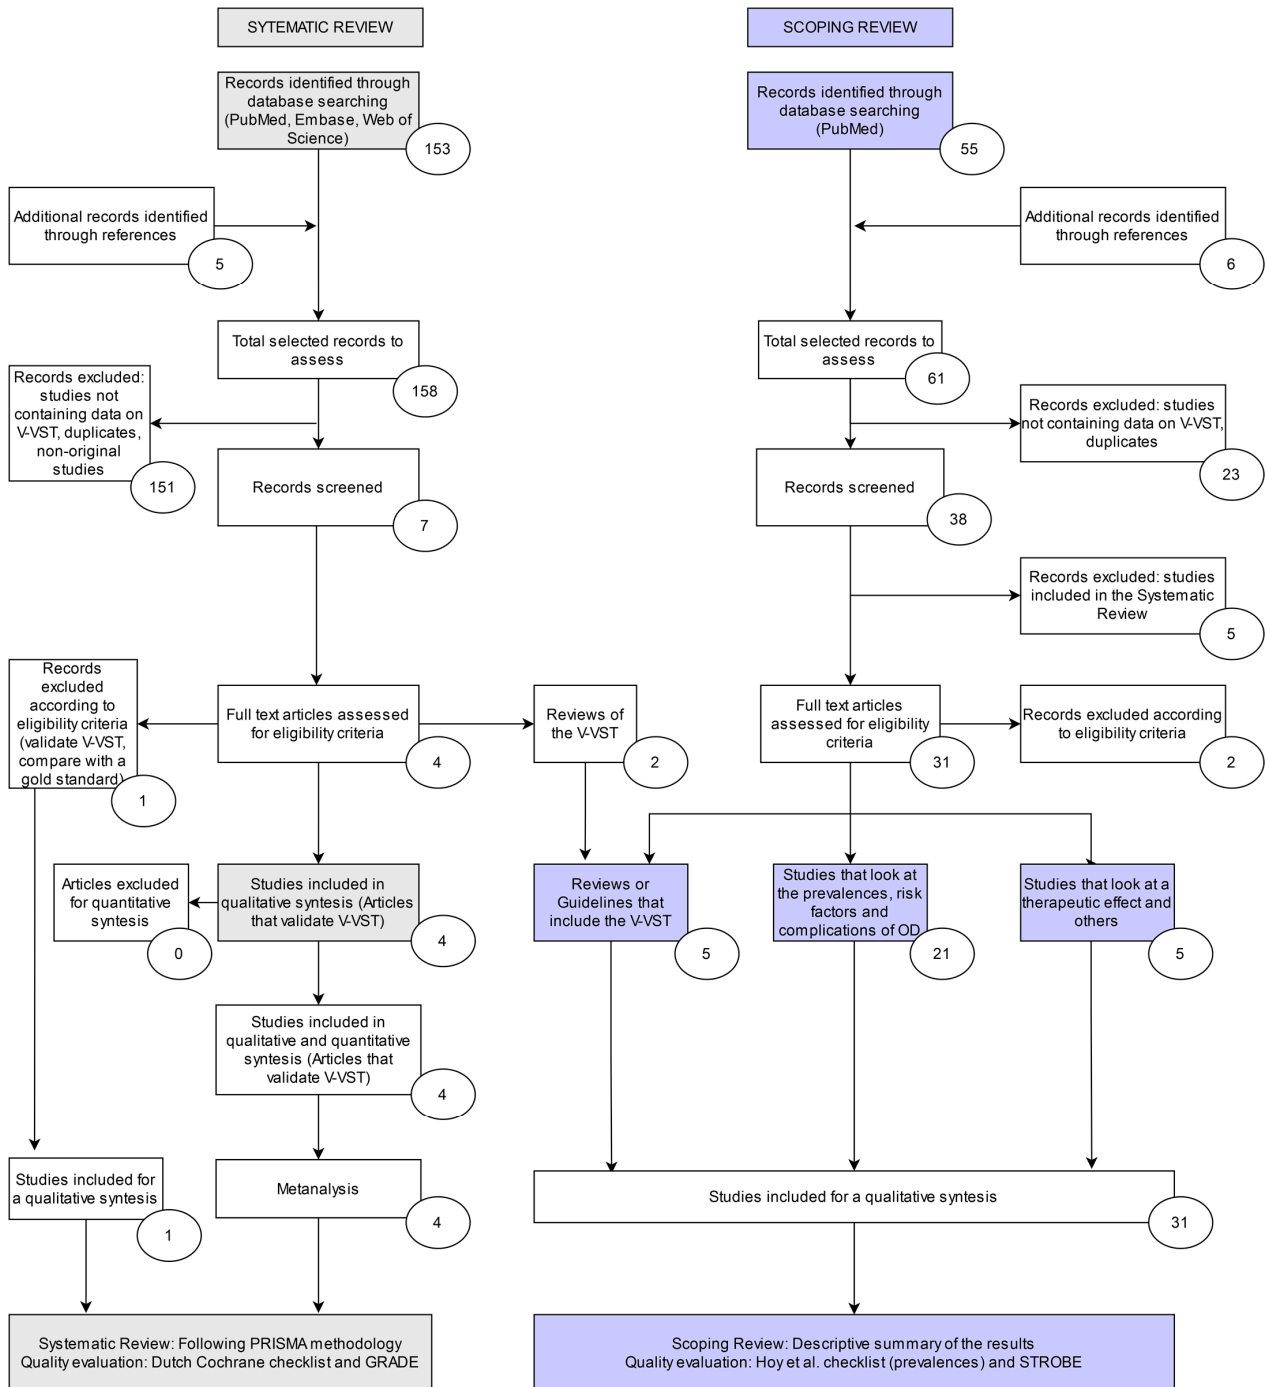 SYTEMATIC REVIEW
SCOPING REVIEW
Records identified through
database searching
(PubMed, Embase, Web of
Science)
153
Records identified through
database searching
(PubMed)
55
Additional records identified
through references
5
Additional records identified
through references
6
Total selected records to
assess
158
Total selected records to
assess
61
Records excluded:
studies not
containing data on
V-VST, duplicates,
non-original
studies
151
Records excluded: studies
not containing data on V-VST,
duplicates
23
Records screened
7
Records screened
38
Records excluded: studies
included in the Systematic
Review
5
Records
excluded
according to
eligibility criteria
(validate V-VST,
compare with a
gold standard)
1
Full text articles assessed
for eligibility criteria
4
Reviews of
the V-VST
2
Full text articles
assessed for eligibility
criteria
31
Records excluded according
to eligibility criteria
2
Articles excluded
for quantitative
syntesis
0
Studies included in
qualitative syntesis (Articles
that validate V-VST)
4
Reviews or
Guidelines that
include the V-VST
5
Studies that look at
the prevalences, risk
factors and
complications of OD
21
Studies that look at a
therapeutic effect and
others
5
Studies included in
qualitative and quantitative
syntesis (Articles that
validate V-VST)
4
Studies included for
a qualitative syntesis
1
Metanalysis
4
Studies included for a qualitative syntesis
31
Systematic Review: Following PRISMA methodology
Quality evaluation: Dutch Cochrane checklist and GRADE
Scoping Review: Descriptive summary of the results
Quality evaluation: Hoy et al. checklist (prevalences) and STROBE